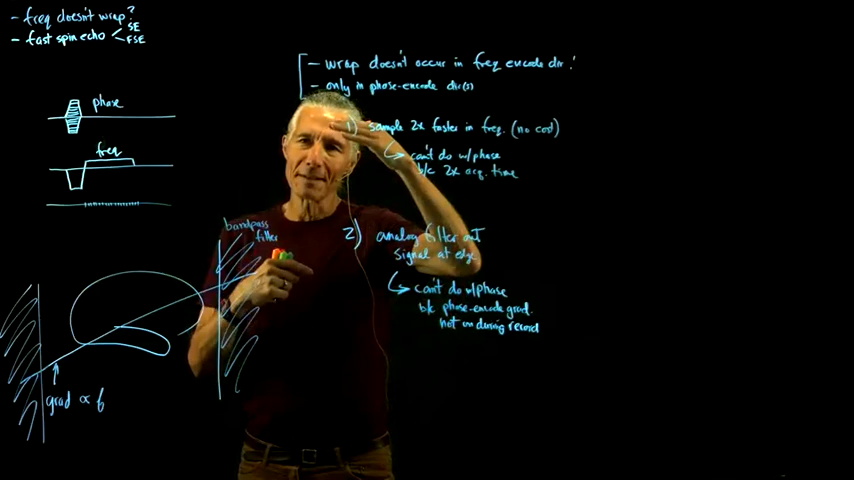 - freq doesn't wrap?
- fast spin echo < SE
FSE
phase
freq
- wrap doesn't occur in freq encode dir!
- only in phase-encode dir(s)
1) sample 2x faster in freq. (no cost)
can't do w/phase
b/c 2x acq. time
bandpass
filter
2) analog filter out
signal at edge
can't do w/phase
b/c phase-encode grad.
not on during record
grad ∝ f